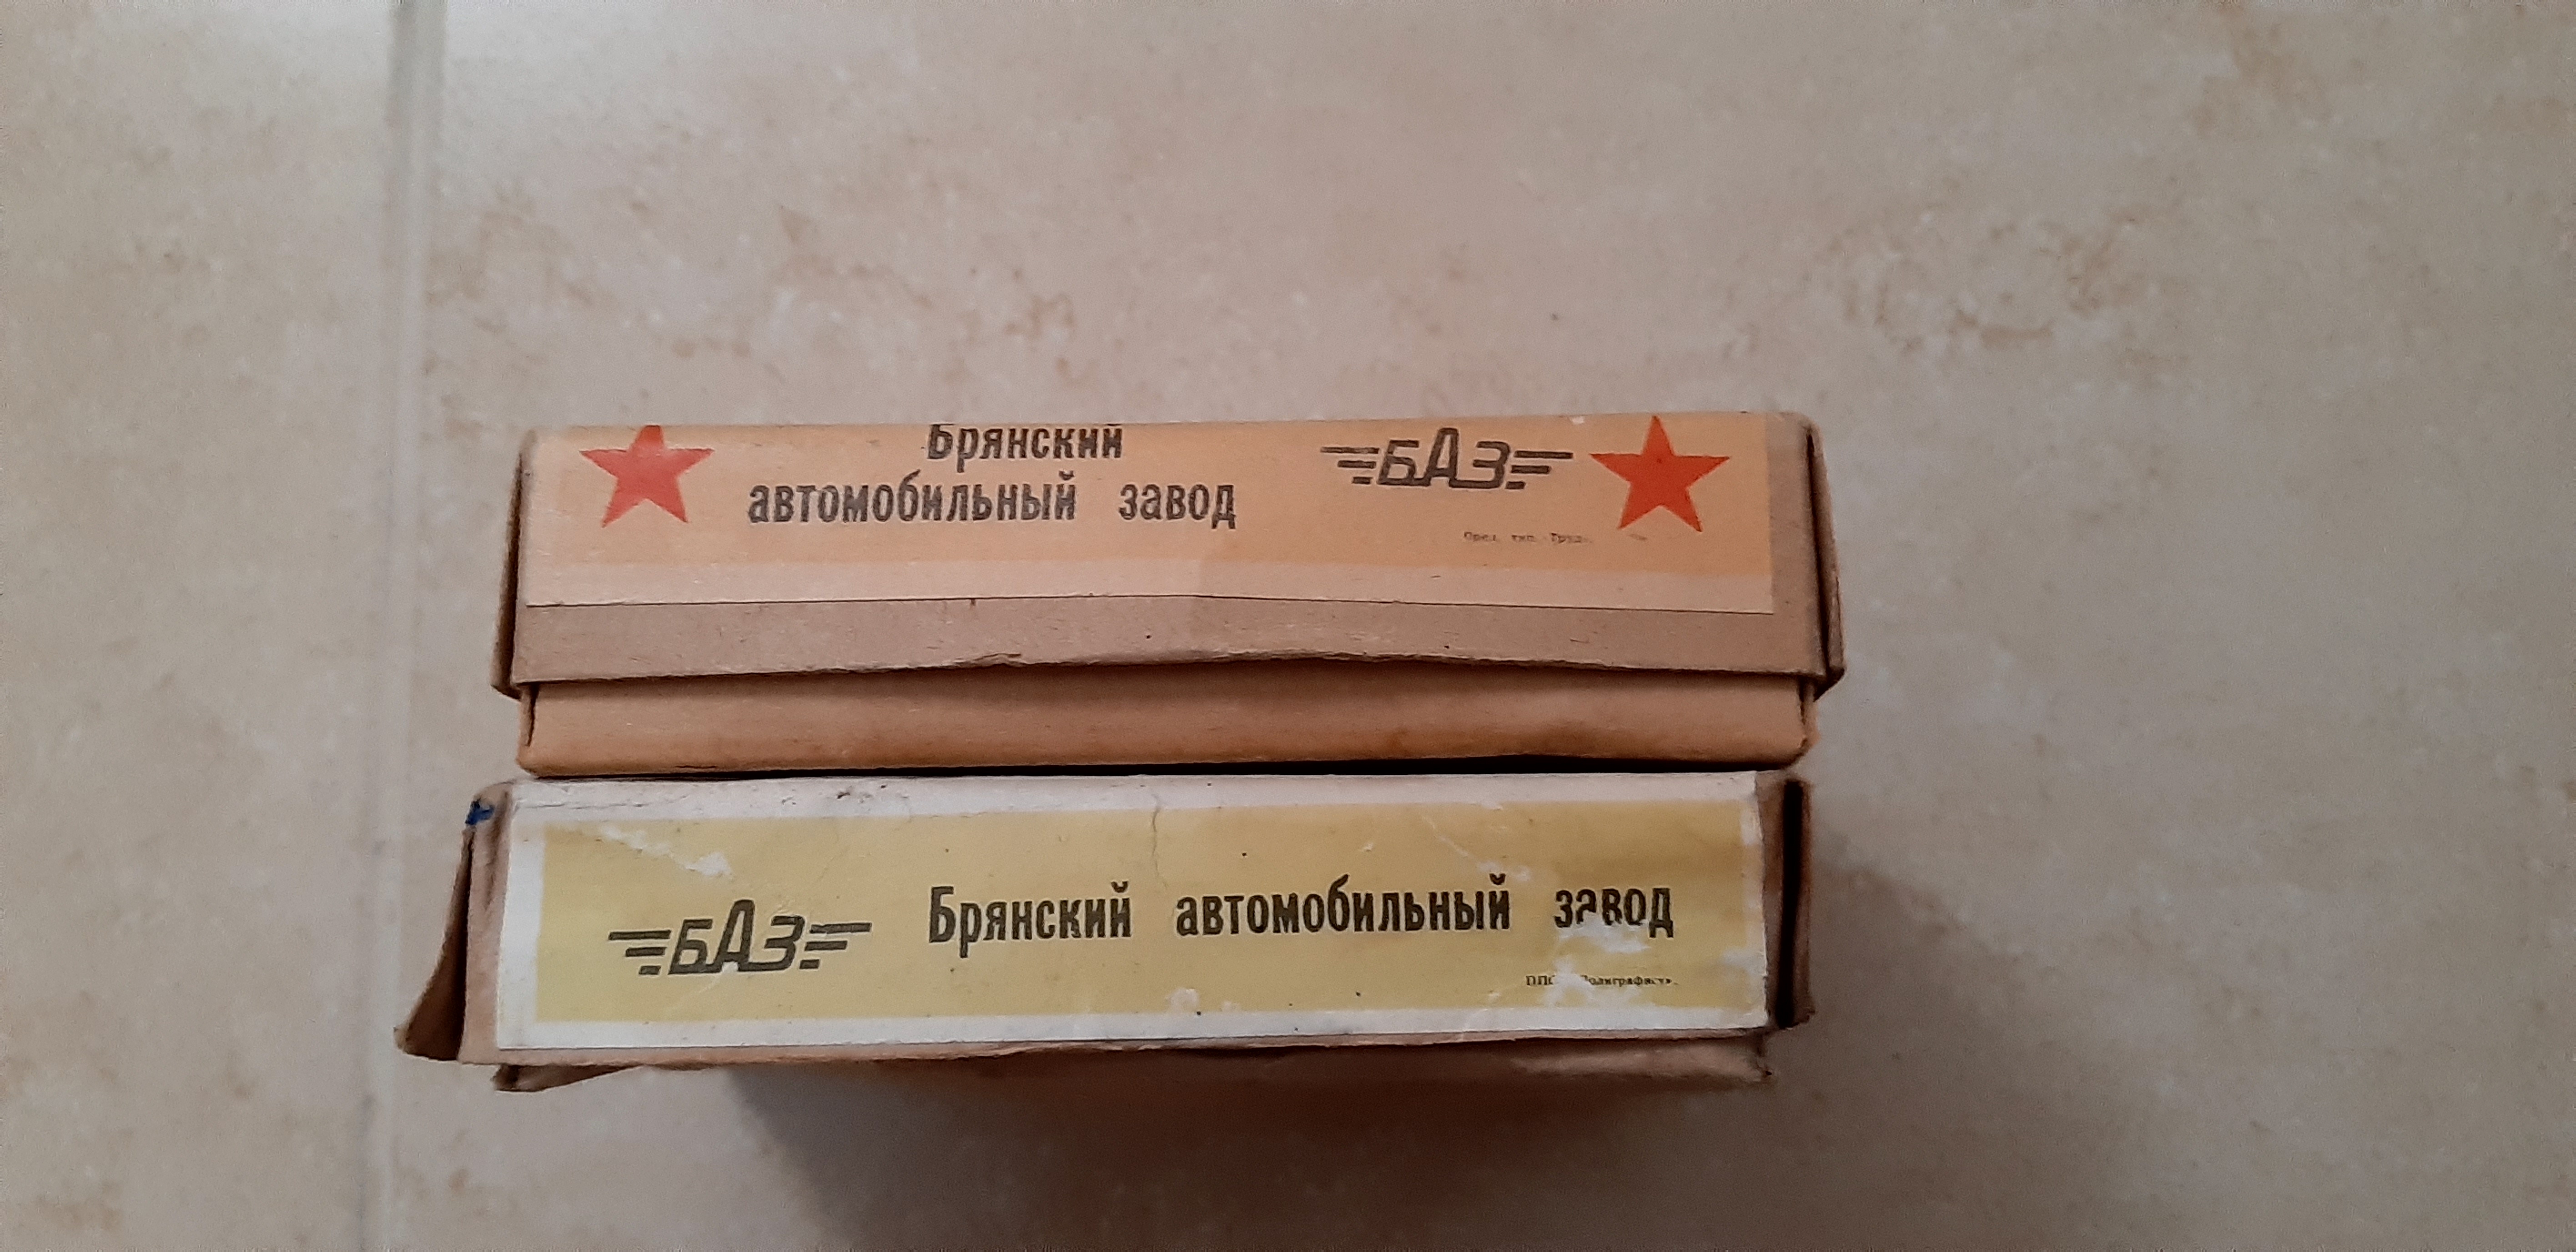 Брянский
автомобильный завод
БАЗ
БАЗ
Брянский автомобильный завод